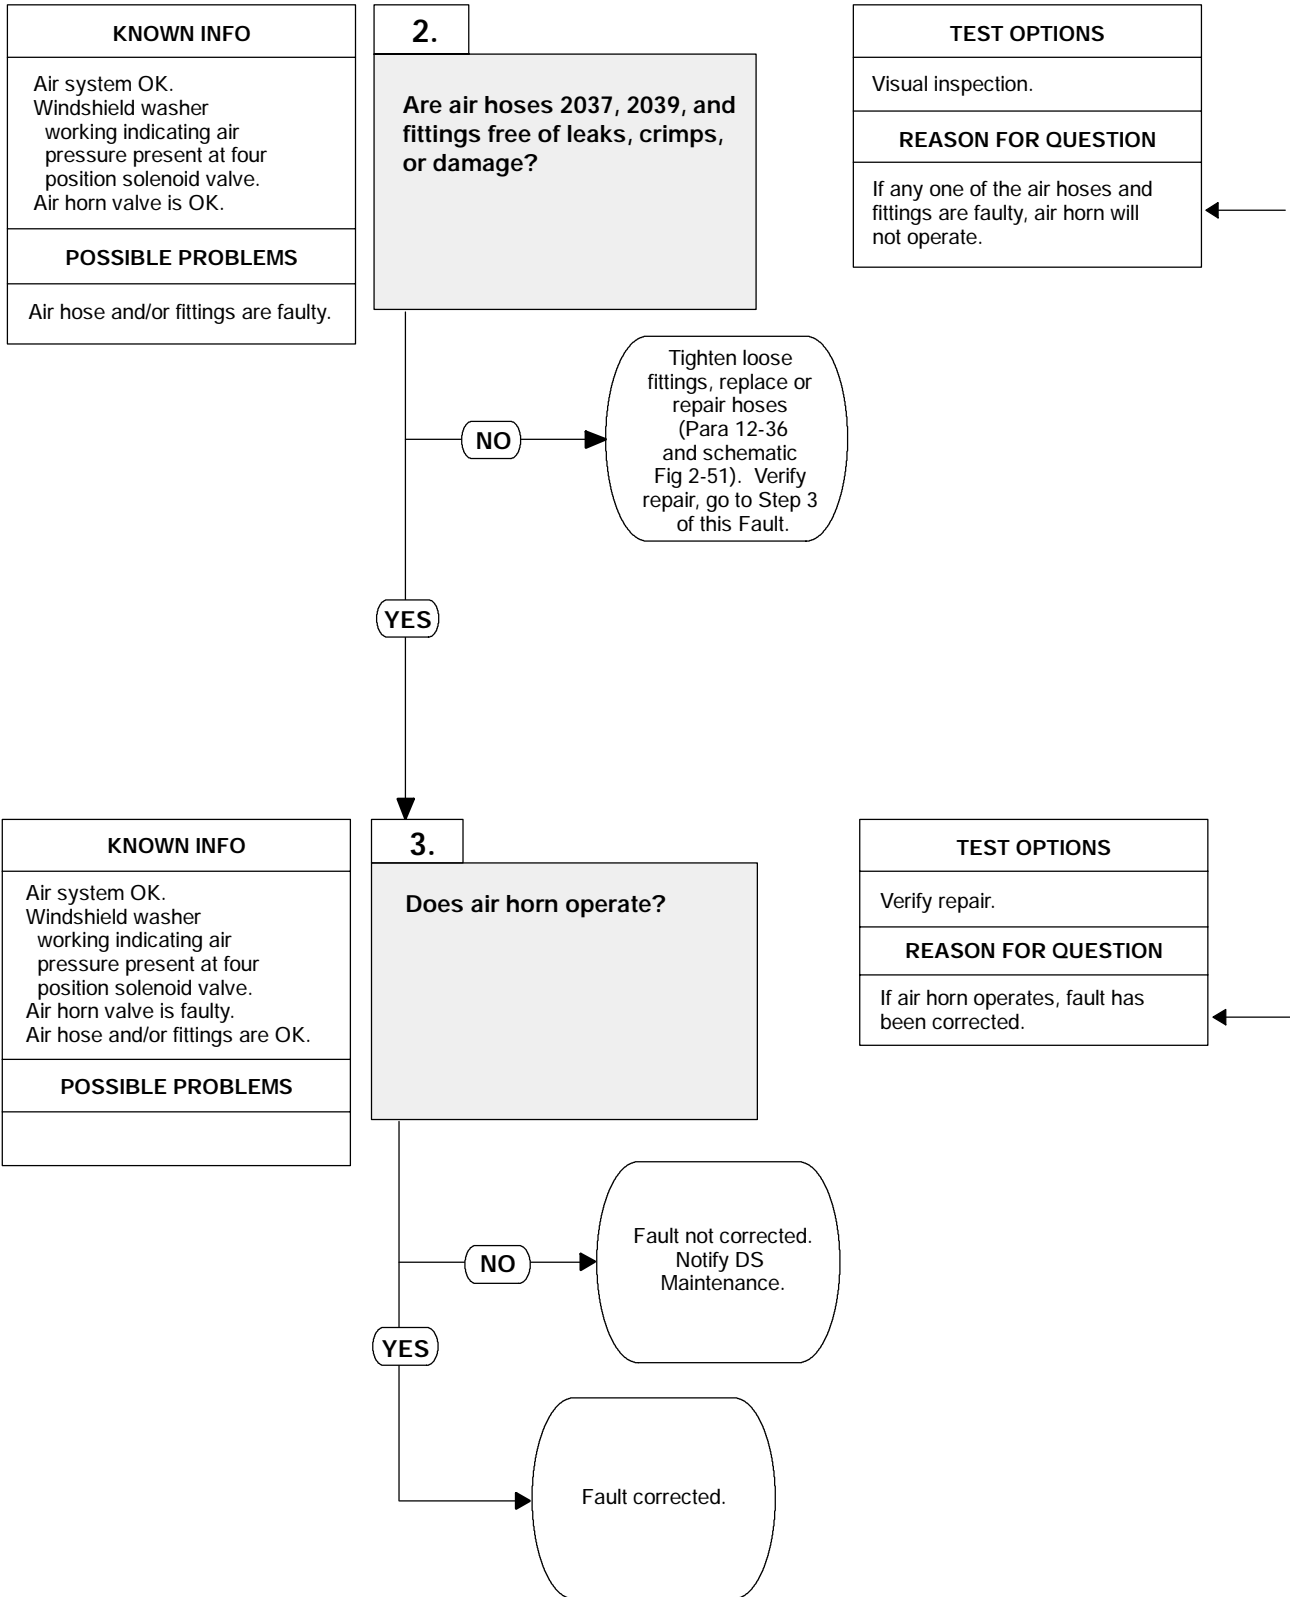 KNOWN INFO
Air system OK.
Windshield washer
working indicating air
pressure present at four
position solenoid valve.
Air horn valve is OK.
POSSIBLE PROBLEMS
Air hose and/or fittings are faulty.
2.
Are air hoses 2037, 2039, and
fittings free of leaks, crimps,
or damage?
TEST OPTIONS
Visual inspection.
REASON FOR QUESTION
If any one of the air hoses and
fittings are faulty, air horn will
not operate.
NO
Tighten loose
fittings, replace or
repair hoses
(Para 12-36
and schematic
Fig 2-51). Verify
repair, go to Step 3
of this Fault.
YES
KNOWN INFO
Air system OK.
Windshield washer
working indicating air
pressure present at four
position solenoid valve.
Air horn valve is faulty.
Air hose and/or fittings are OK.
POSSIBLE PROBLEMS
3.
Does air horn operate?
TEST OPTIONS
Verify repair.
REASON FOR QUESTION
If air horn operates, fault has
been corrected.
NO
Fault not corrected.
Notify DS
Maintenance.
YES
Fault corrected.